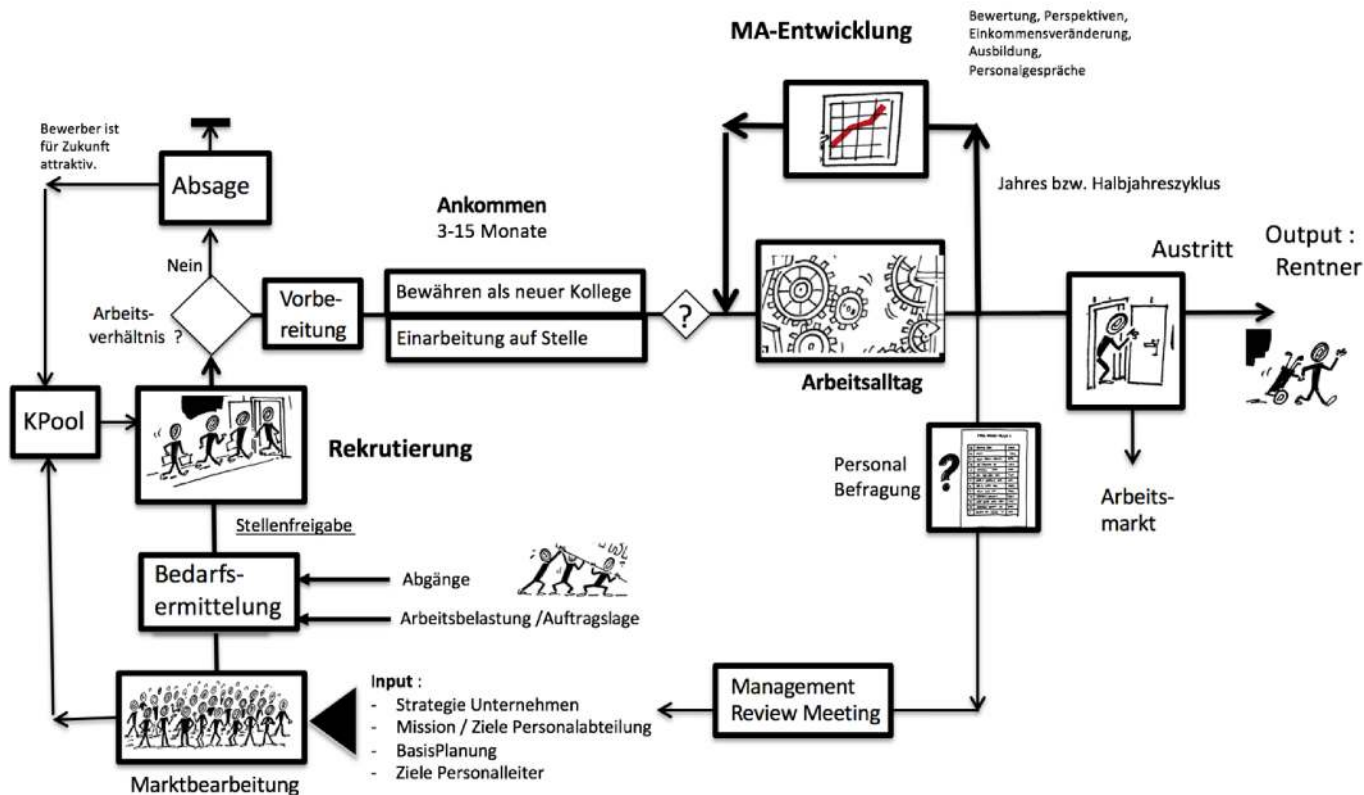 MA-Entwicklung
Bewertung, Perspektiven,
Einkommensveränderung,
Ausbildung,
Personalgespräche
Bewerber ist
für Zukunft
attraktiv.
Absage
Jahres bzw. Halbjahreszyklus
Ankommen
3-15 Monate
Nein
Arbeits-
verhältnis ?
Vorbe-
reitung
Bewähren als neuer Kollege
Einarbeitung auf Stelle
?
Arbeitsalltag
Austritt
Output :
Rentner
KPool
Rekrutierung
Personal
Befragung
?
Arbeits-
markt
Stellenfreigabe
Bedarfs-
ermittelung
Abgänge
Arbeitsbelastung /Auftragslage
Input :
- Strategie Unternehmen
- Mission / Ziele Personalabteilung
- BasisPlanung
- Ziele Personalleiter
Management
Review Meeting
Marktbearbeitung